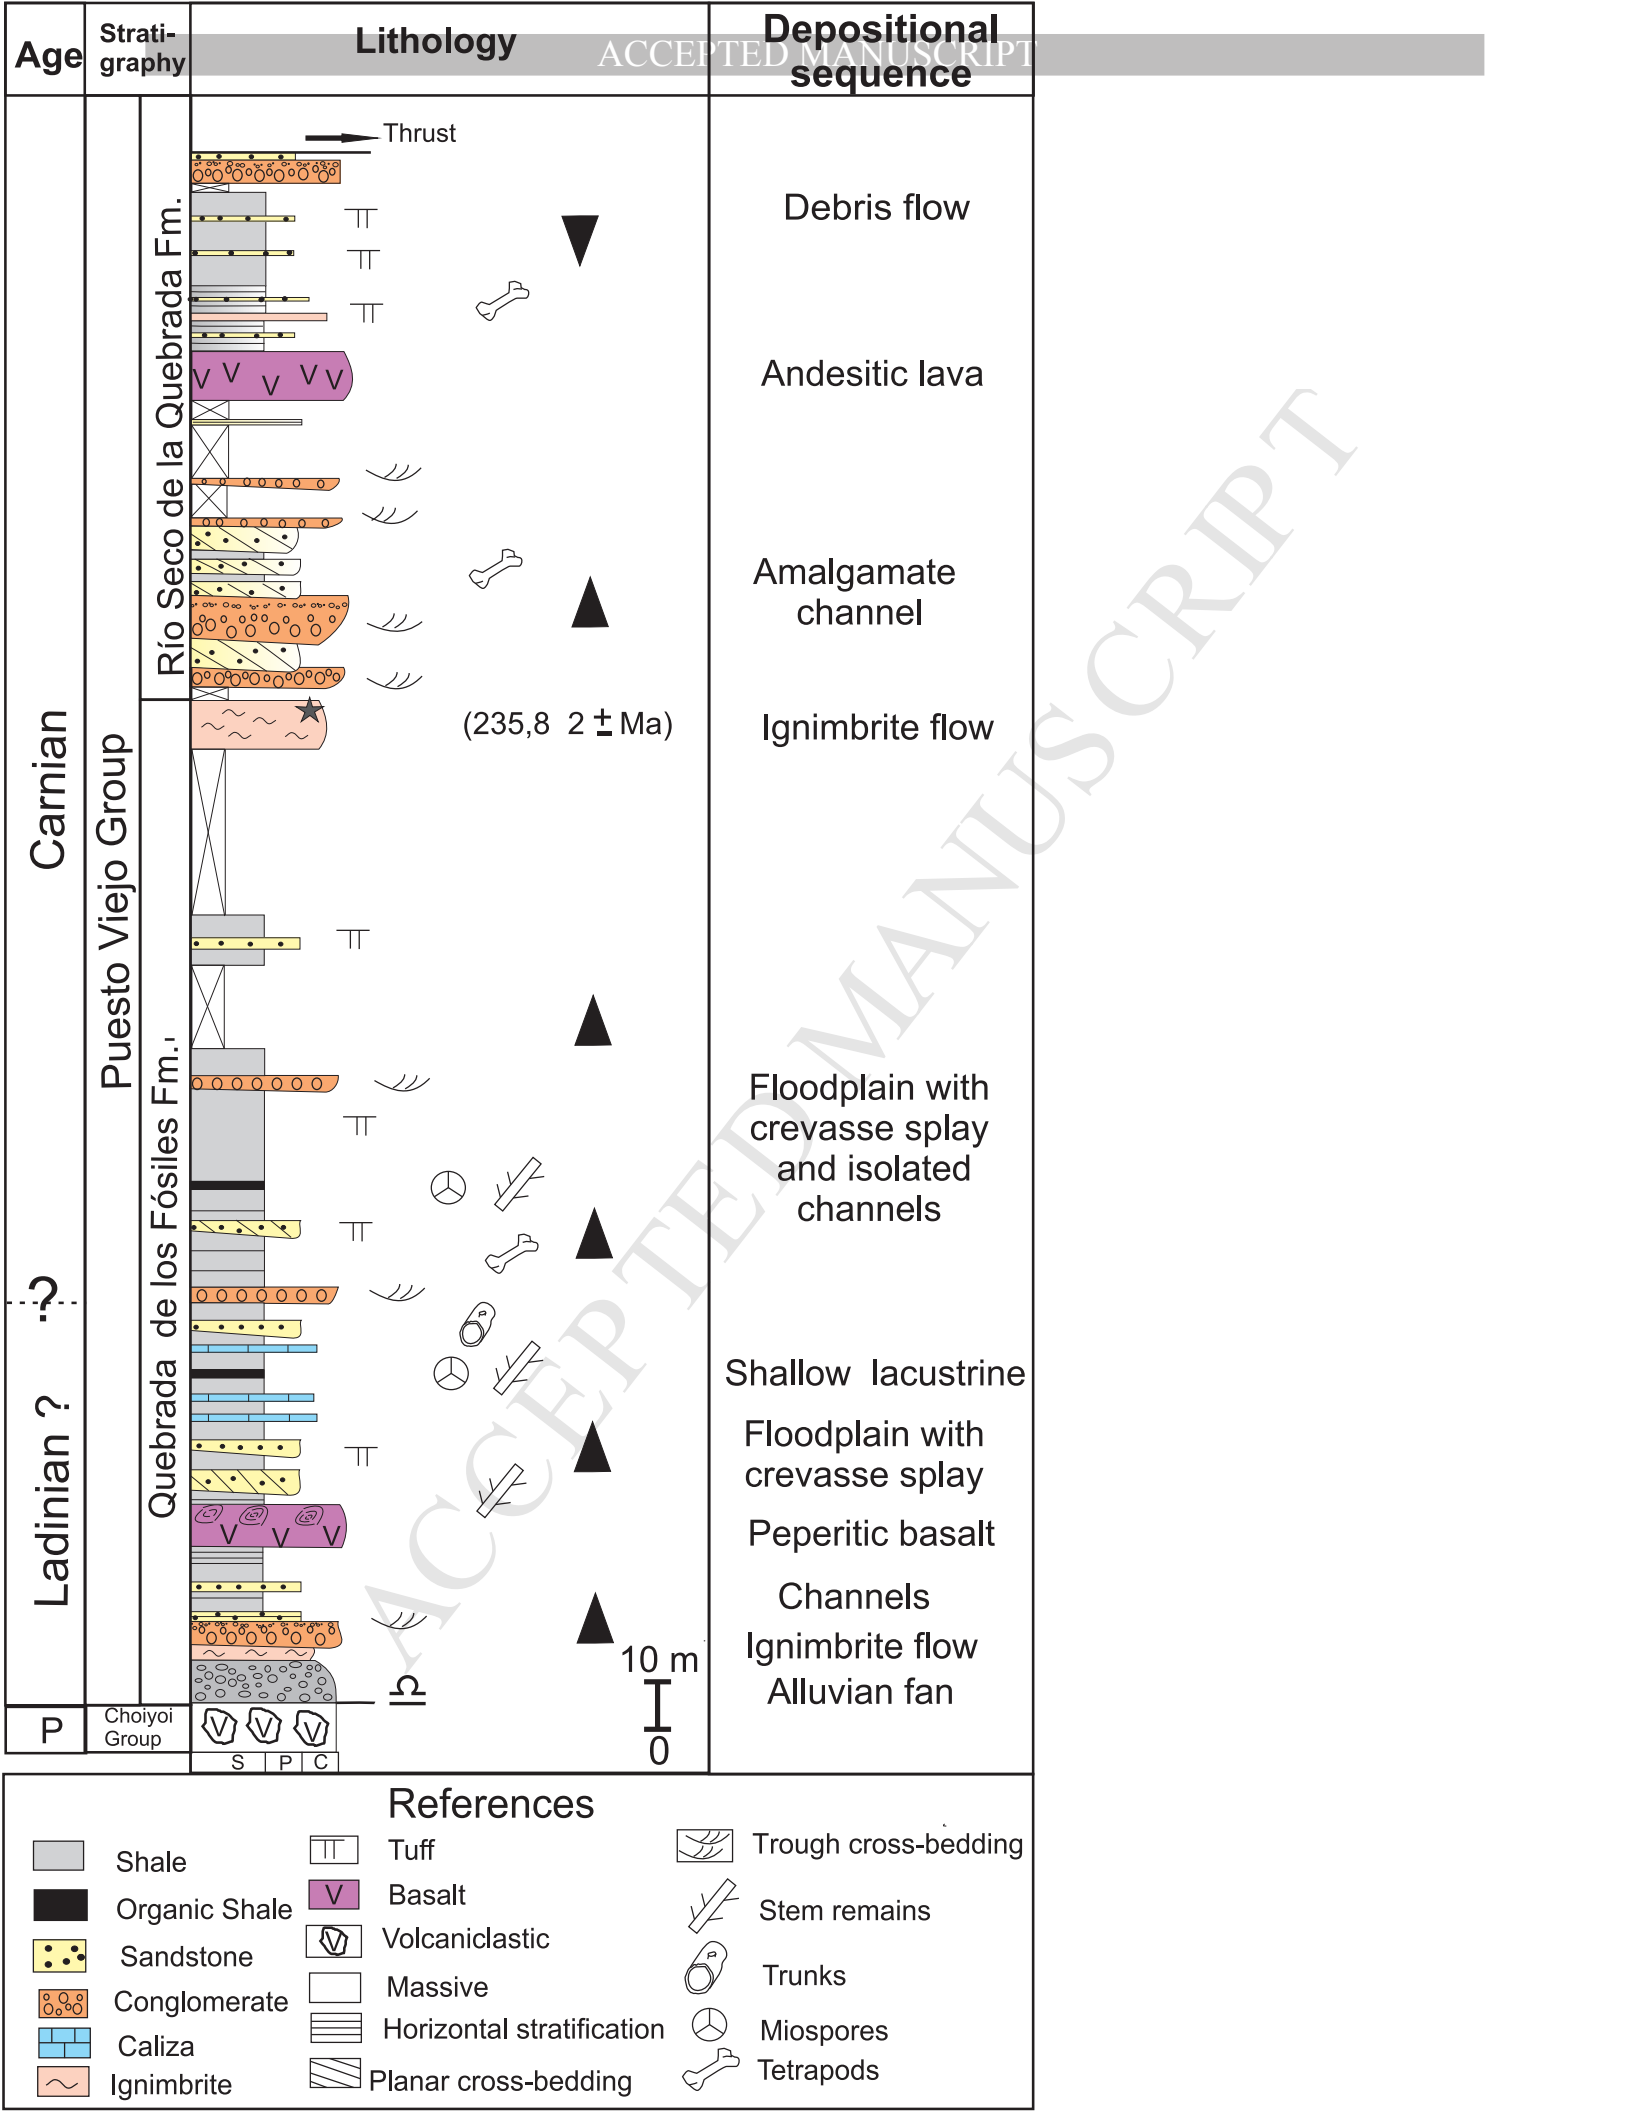 Age
Strati-
graphy
Lithology
ACCEPTED MANUSCRIPT
Depositional
sequence
Thrust
Debris flow
Andesitic lava
Amalgamate
channel
(235,8 2 ± Ma)
Ignimbrite flow
Floodplain with
crevasse splay
and isolated
channels
Shallow lacustrine
Floodplain with
crevasse splay
Peperitic basalt
Channels
Ignimbrite flow
Alluvian fan
10 m
0
Carnian
?
Ladinian ?
P
Puesto Viejo Group
Choiyoi
Group
Río Seco de la Quebrada Fm.
Quebrada de los Fósiles Fm.
V V V V V
V V V
V V V
S P C
ACCEPTED MANUSCRIPT
References
Shale
Organic Shale
Sandstone
Conglomerate
Caliza
Ignimbrite
Tuff
V Basalt
V Volcaniclastic
Massive
Horizontal stratification
Planar cross-bedding
Trough cross-bedding
Stem remains
Trunks
Miospores
Tetrapods